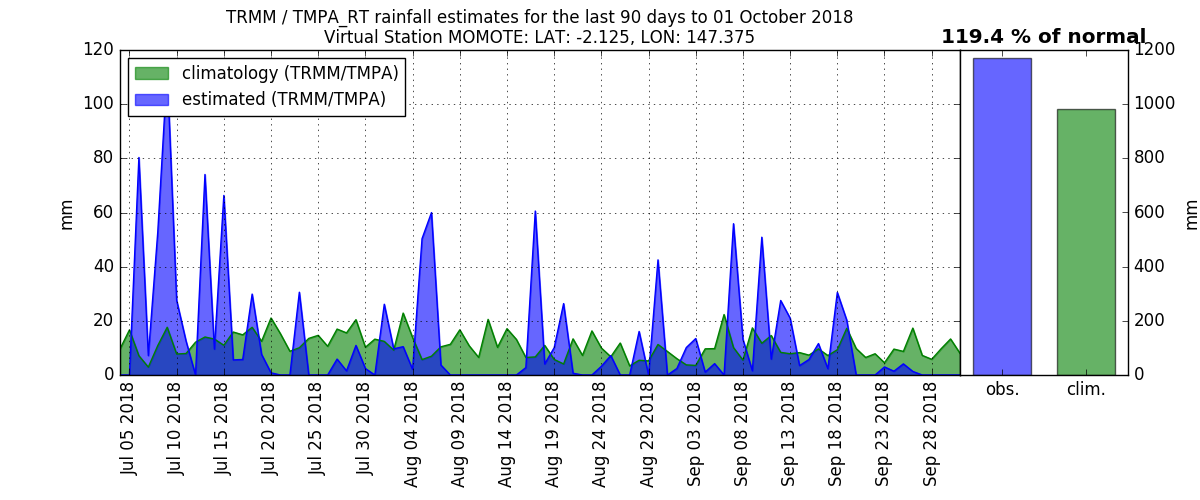 TRMM / TMPA_RT rainfall estimates for the last 90 days to 01 October 2018
Virtual Station MOMOTE: LAT: -2.125, LON: 147.375
119.4 % of normal
climatology (TRMM/TMPA)
estimated (TRMM/TMPA)
120
100
80
60
40
20
0
mm
1200
1000
800
600
400
200
0
mm
Jul 05 2018
Jul 10 2018
Jul 15 2018
Jul 20 2018
Jul 25 2018
Jul 30 2018
Aug 04 2018
Aug 09 2018
Aug 14 2018
Aug 19 2018
Aug 24 2018
Aug 29 2018
Sep 03 2018
Sep 08 2018
Sep 13 2018
Sep 18 2018
Sep 23 2018
Sep 28 2018
obs.
clim.